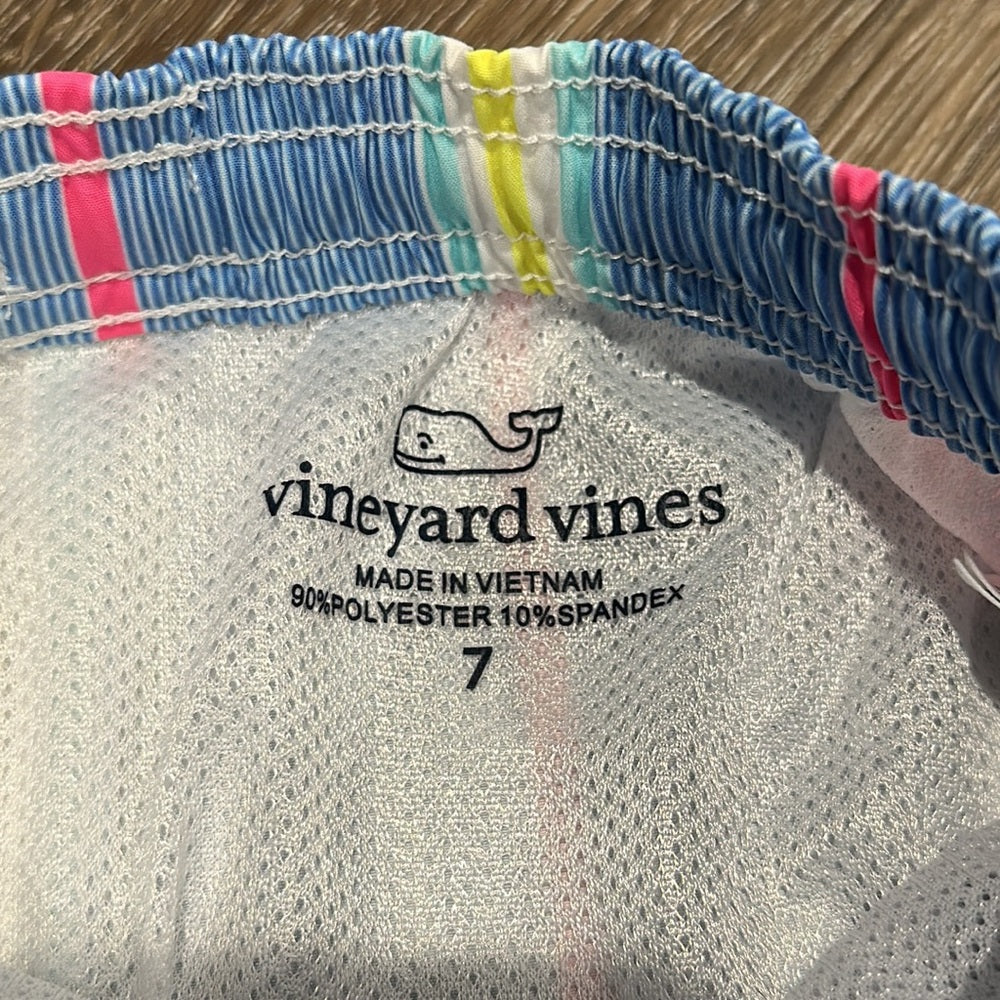 vineyard vines
MADE IN VIETNAM
90%POLYESTER 10%SPANDEX
7